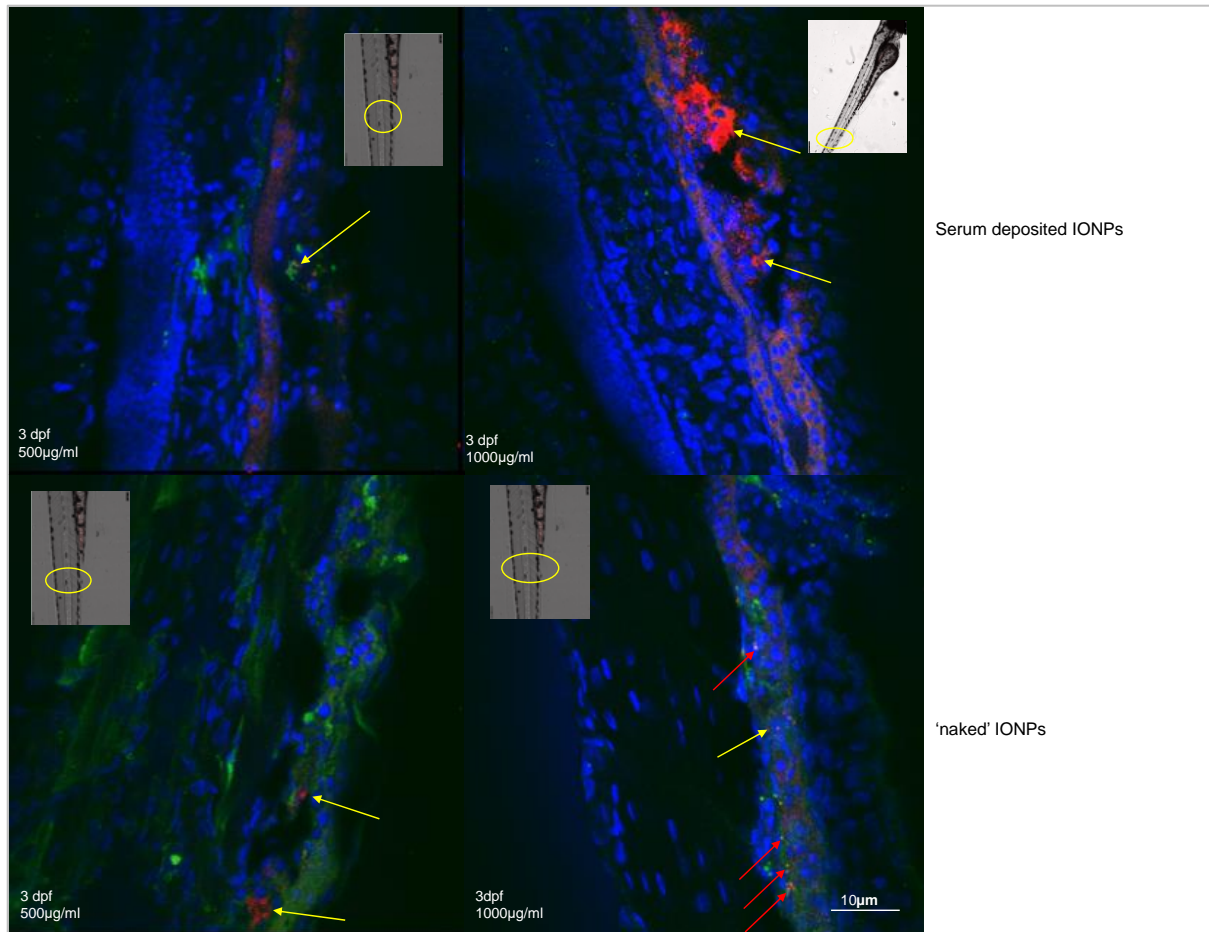 Serum deposited IONPs
3 dpf
500µg/ml
3 dpf
1000µg/ml
'naked' IONPs
3 dpf
500µg/ml
3dpf
1000µg/ml
10µm